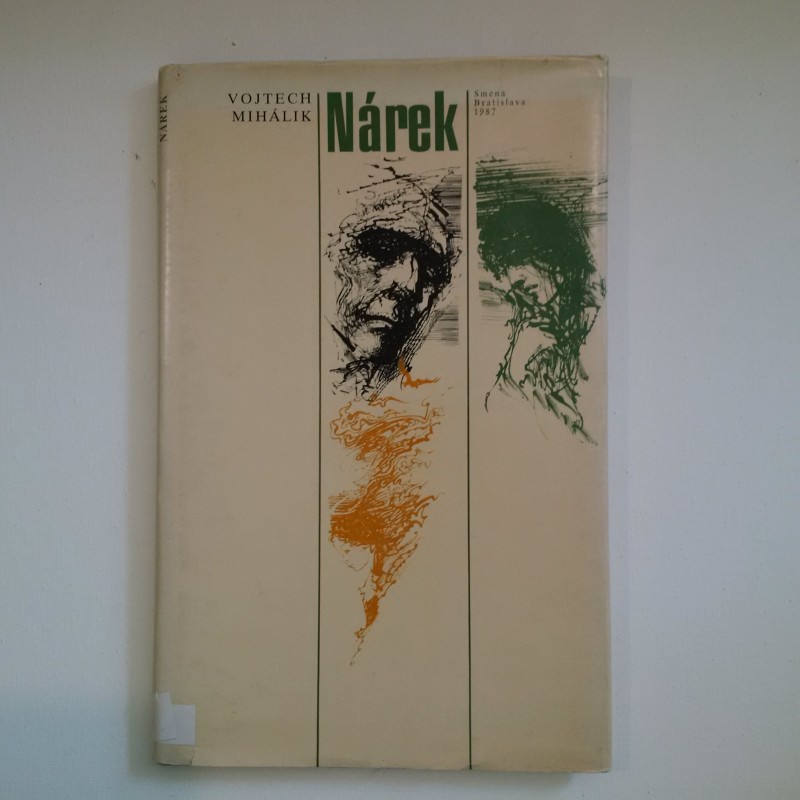 VOJTECH
MIHÁLIK
Nárek
Smena
Bratislava
1987
NÁREK